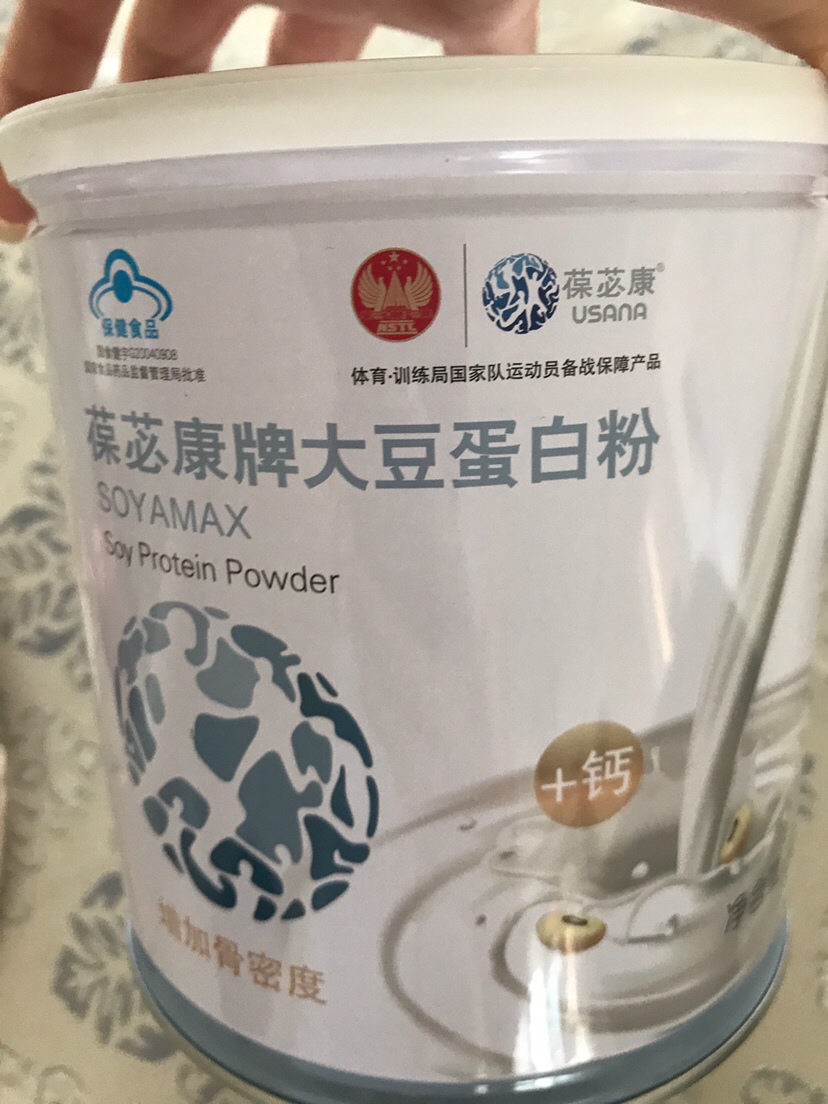 保健食品
国食健字G20040908
国家食品药品监督管理局批准
NSTC
葆苾康®
USANA
体育·训练局国家队运动员备战保障产品
葆苾康牌大豆蛋白粉
SOYAMAX
Soy Protein Powder
+钙
增加骨密度
净含